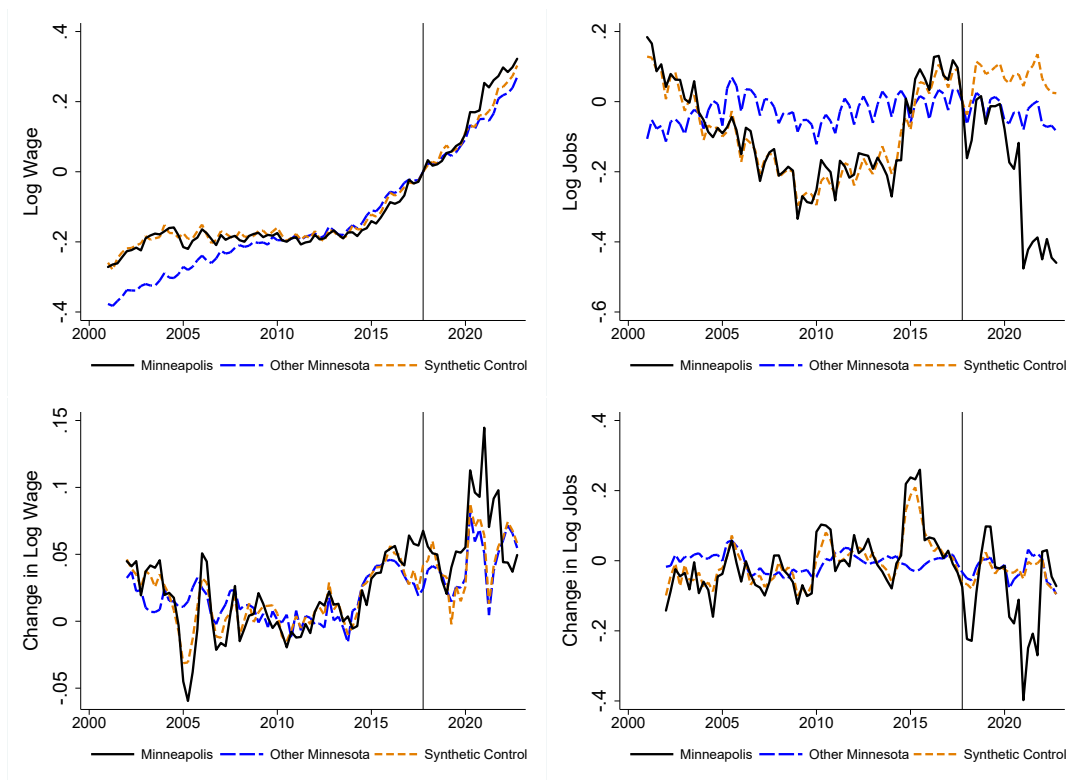 Log Wage
.4
.2
0
-.2
-.4
2000 2005 2010 2015 2020
Minneapolis Other Minnesota Synthetic Control
Log Jobs
.2
0
-.2
-.4
-.6
2000 2005 2010 2015 2020
Minneapolis Other Minnesota Synthetic Control
Change in Log Wage
.15
.1
.05
0
-.05
2000 2005 2010 2015 2020
Minneapolis Other Minnesota Synthetic Control
Change in Log Jobs
.4
.2
0
-.2
-.4
2000 2005 2010 2015 2020
Minneapolis Other Minnesota Synthetic Control